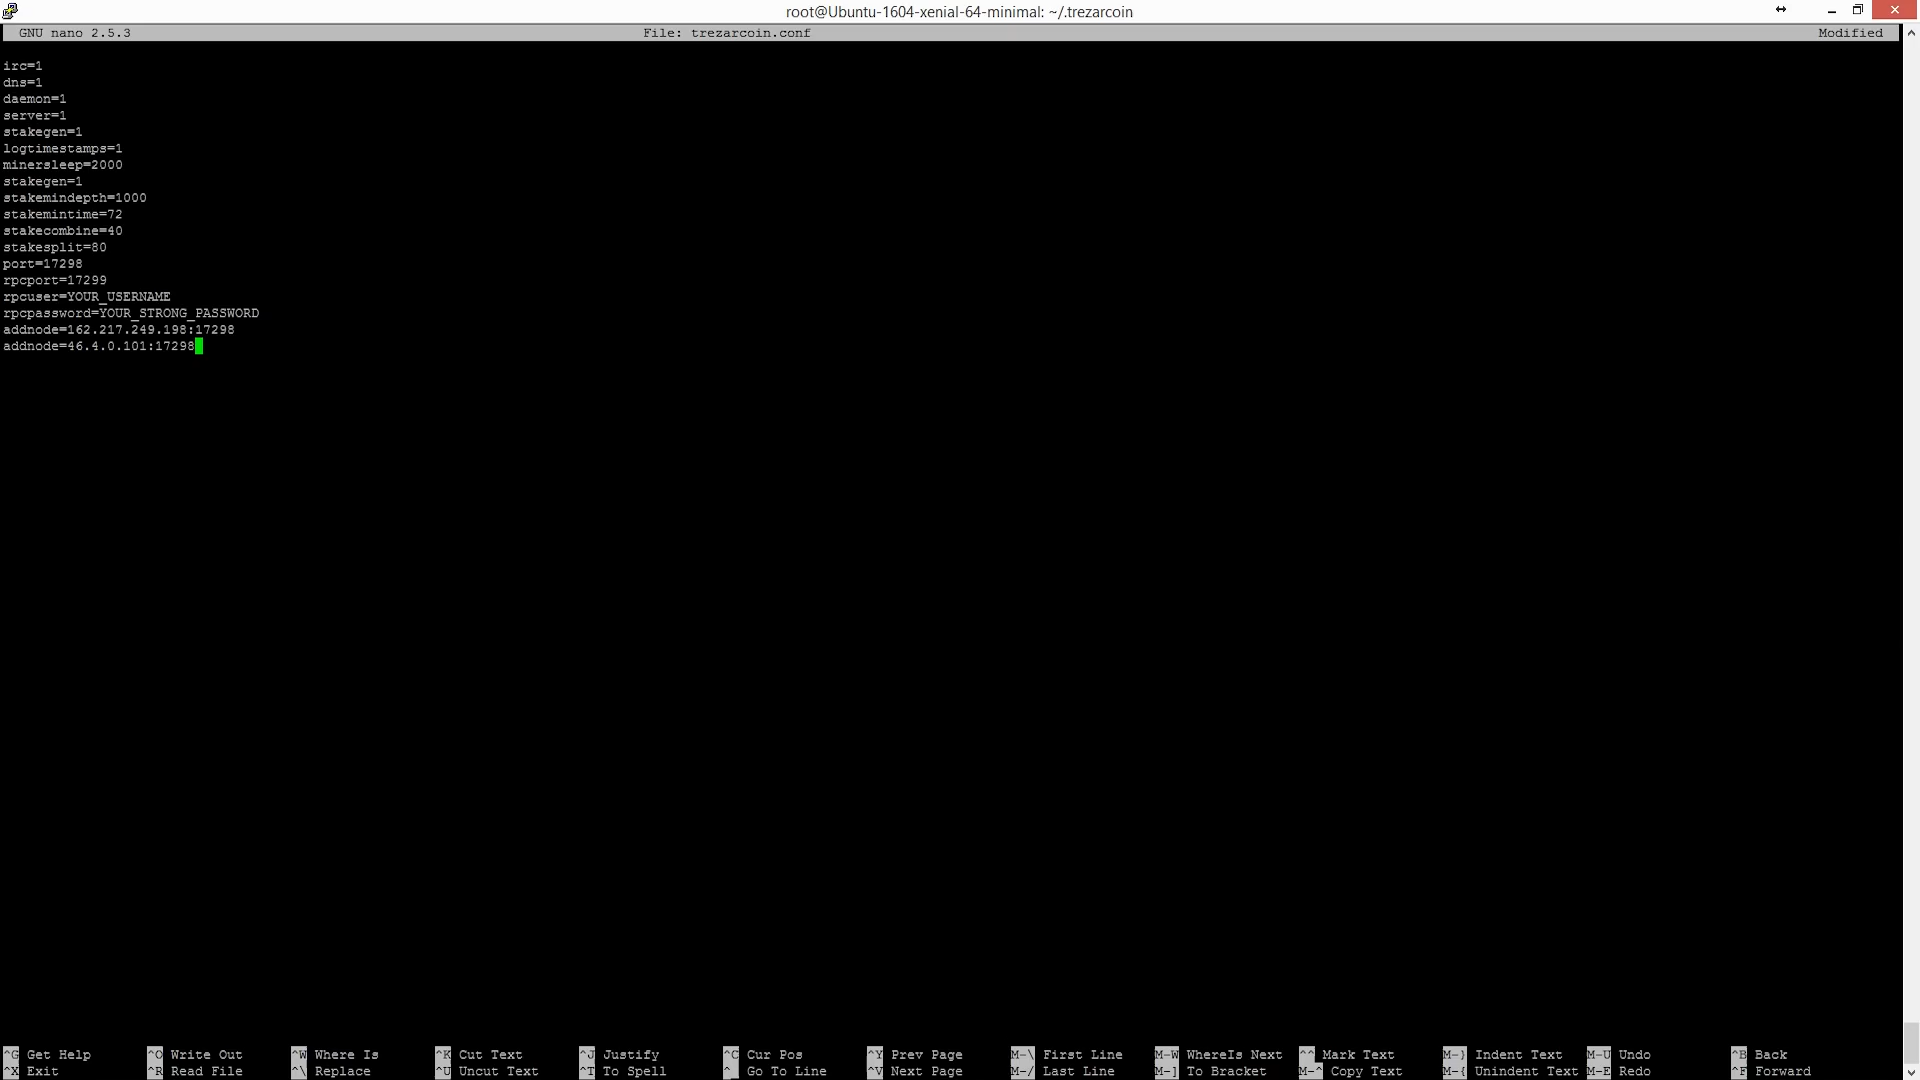 root@Ubuntu-1604-xenial-64-minimal: ~/.trezarcoin
GNU nano 2.5.3 File: trezarcoin.conf Modified
irc=1
dns=1
daemon=1
server=1
stakegen=1
logtimestamps=1
minersleep=2000
stakegen=1
stakemindepth=1000
stakemintime=72
stakecombine=40
stakesplit=80
port=17298
rpcport=17299
rpcuser=YOUR_USERNAME
rpcpassword=YOUR_STRONG_PASSWORD
addnode=162.217.249.198:17298
addnode=46.4.0.101:17298
^G Get Help ^O Write Out ^W Where Is ^K Cut Text ^J Justify ^C Cur Pos ^Y Prev Page M-\ First Line M-W WhereIs Next ^^ Mark Text M-} Indent Text M-U Undo ^B Back
^X Exit ^R Read File ^\ Replace ^U Uncut Text ^T To Spell ^_ Go To Line ^V Next Page M-/ Last Line M-] To Bracket M-^ Copy Text M-{ Unindent Text M-E Redo ^F Forward